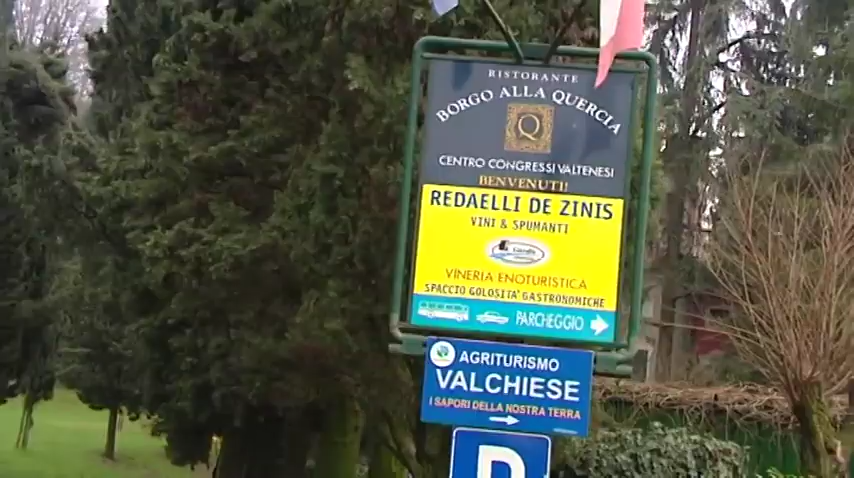 RISTORANTE
BORGO ALLA QUERCIA
Q
CENTRO CONGRESSI VALTENESI
BENVENUTI!
REDAELLI DE ZINIS
VINI & SPUMANTI
VINERIA ENOTURISTICA
SPACCIO GOLOSITA' GASTRONOMICHE
PARCHEGGIO
AGRITURISMO
VALCHIESE
I SAPORI DELLA NOSTRA TERRA
P